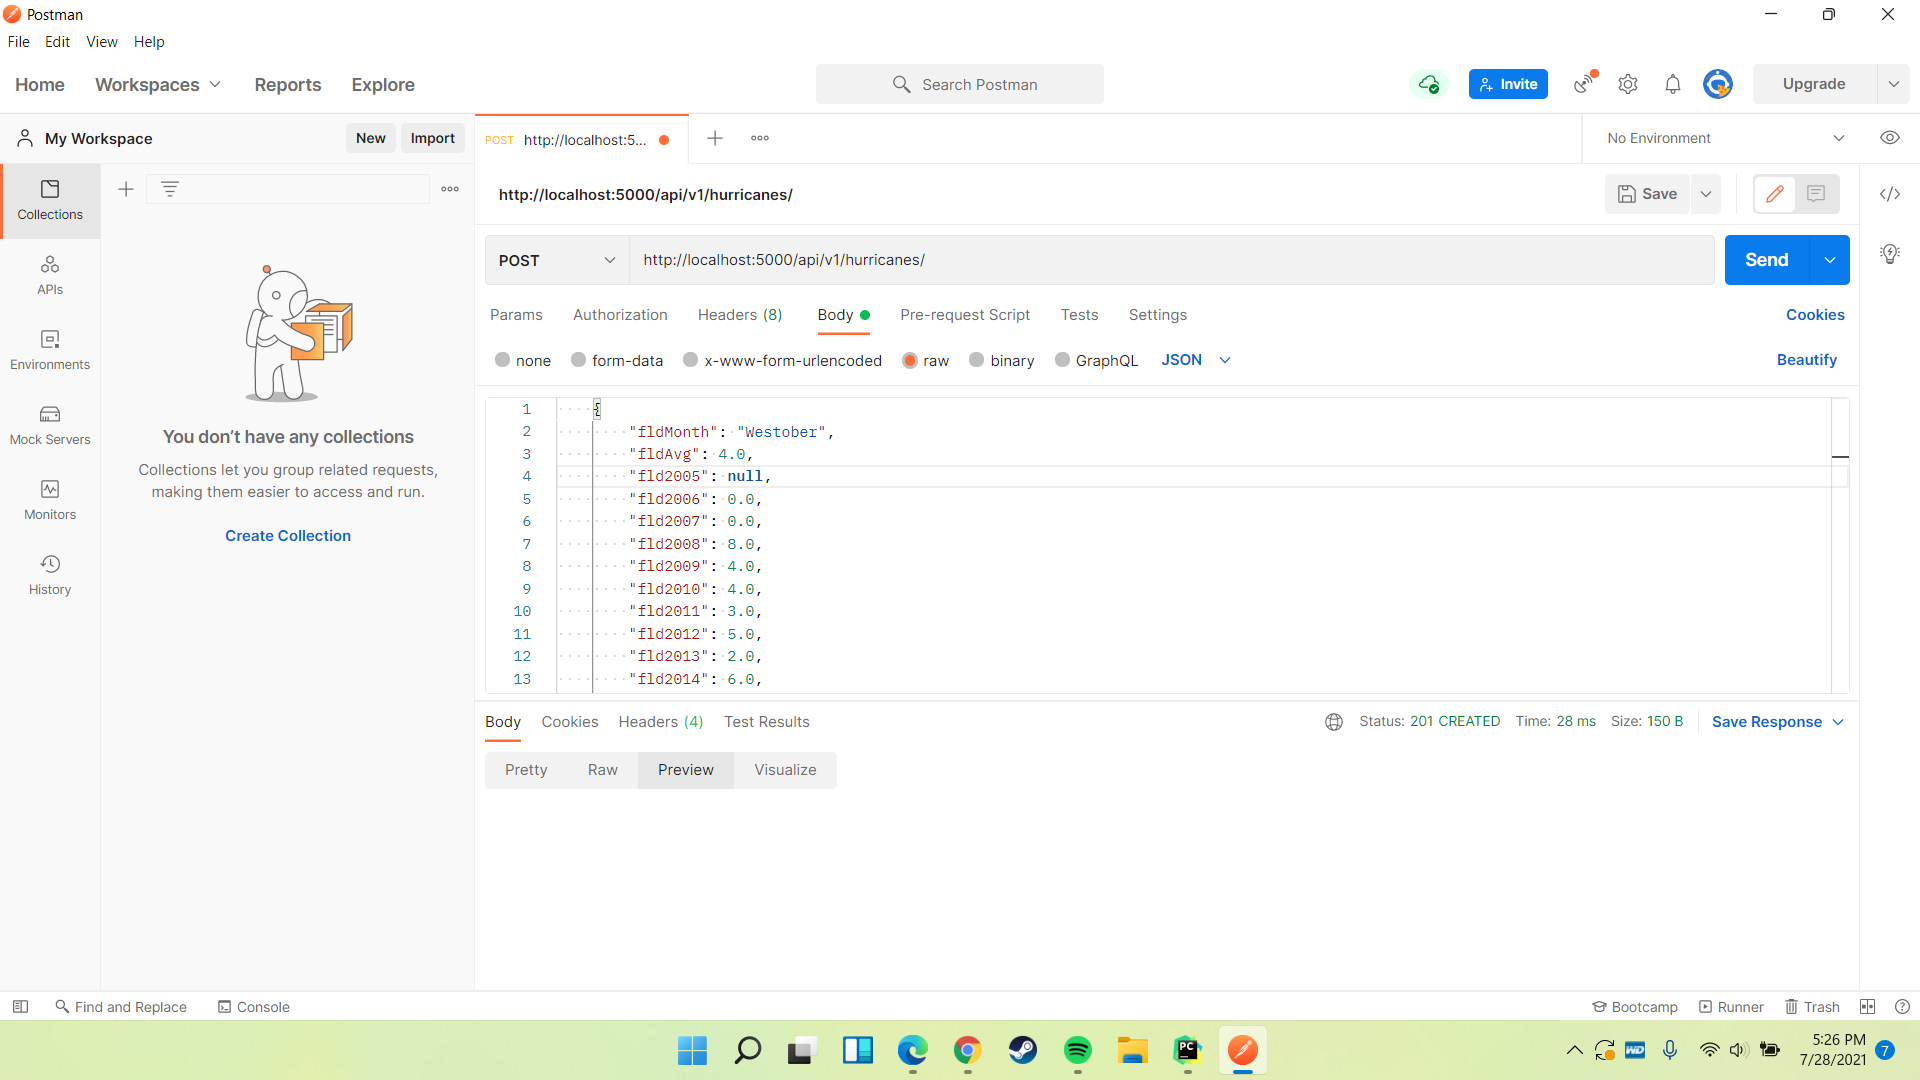 Postman
File Edit View Help
Home Workspaces Reports Explore
Search Postman
Invite
Upgrade
My Workspace
New Import
POST http://localhost:5...
No Environment
Collections
APIs
Environments
Mock Servers
Monitors
History
You don't have any collections
Collections let you group related requests,
making them easier to access and run.
Create Collection
http://localhost:5000/api/v1/hurricanes/
Save
POST http://localhost:5000/api/v1/hurricanes/
Send
Params Authorization Headers (8) Body Pre-request Script Tests Settings
Cookies
none form-data x-www-form-urlencoded raw binary GraphQL JSON
Beautify
1 {
2 "fldMonth": "Westober",
3 "fldAvg": 4.0,
4 "fld2005": null,
5 "fld2006": 0.0,
6 "fld2007": 0.0,
7 "fld2008": 8.0,
8 "fld2009": 4.0,
9 "fld2010": 4.0,
10 "fld2011": 3.0,
11 "fld2012": 5.0,
12 "fld2013": 2.0,
13 "fld2014": 6.0,
Body Cookies Headers (4) Test Results
Status: 201 CREATED Time: 28 ms Size: 150 B
Save Response
Pretty Raw Preview Visualize
Find and Replace Console
Bootcamp Runner Trash
PC
WD
5:26 PM
7/28/2021
7